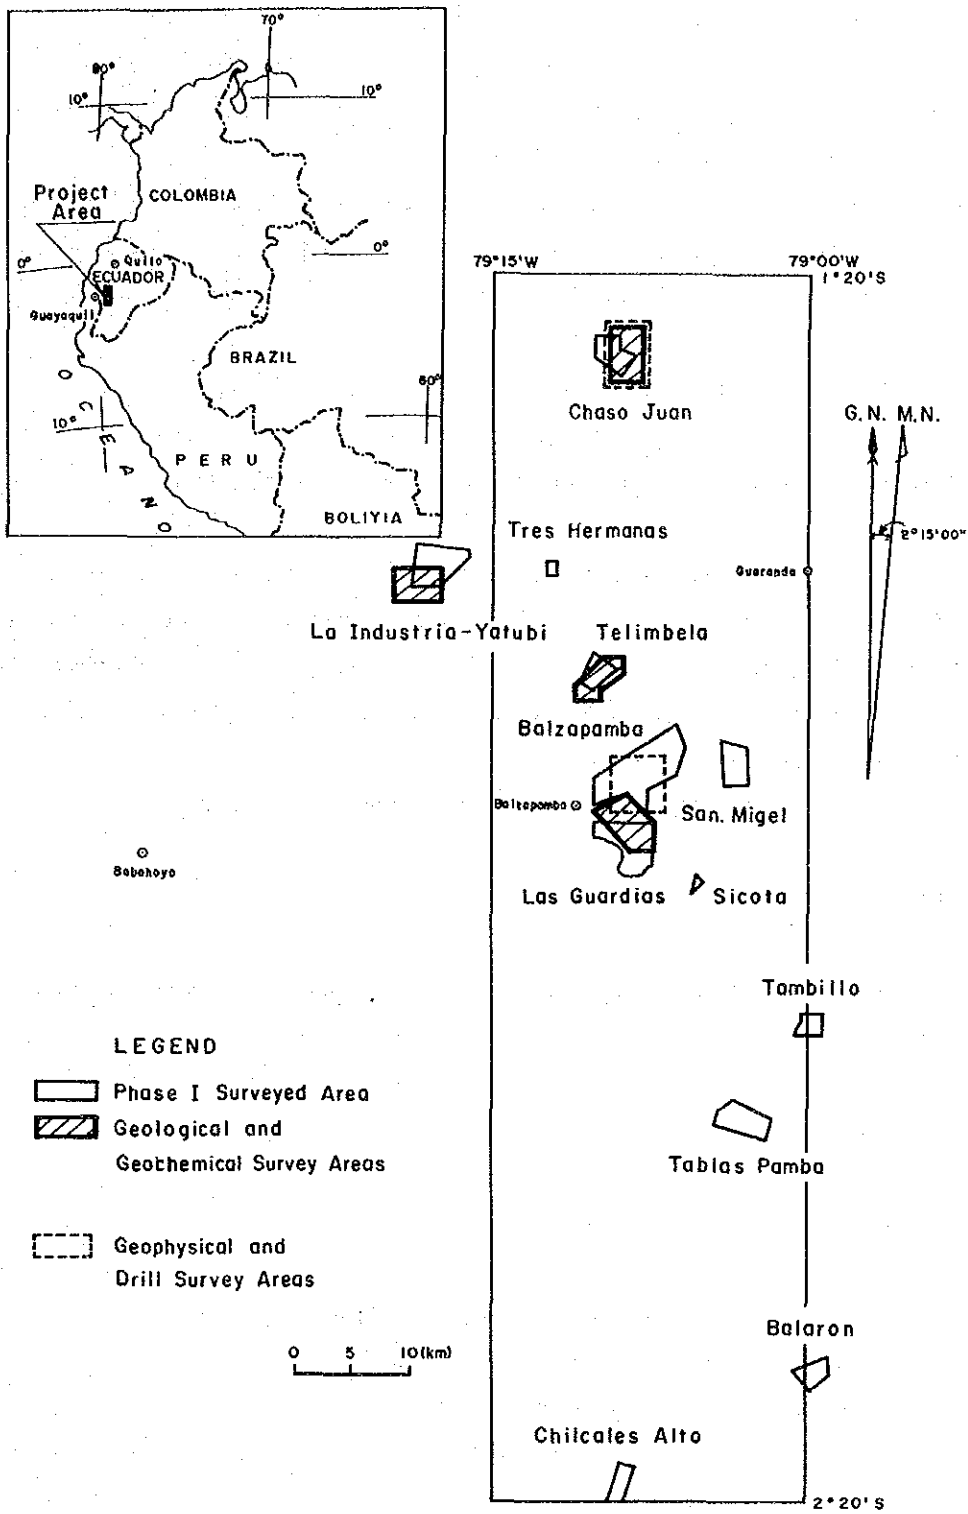 70°
80°
10°
10°
Project
Area
COLOMBIA
0°
0°
Quito
ECUADOR
Guayaquil
BRAZIL
60°
10°
OCEANO
PERU
BOLIYIA
79°15'W
79°00'W
1°20'S
Chaso Juan
G.N. M.N.
2°15'00"
Tres Hermanas
Guaranda
La Industria-Yatubi
Telimbela
Balzapamba
Balzapamba
San. Migel
Babahoyo
Las Guardias
Sicota
Tambillo
LEGEND
Phase I Surveyed Area
Geological and
Geochemical Survey Areas
Tablas Pamba
Geophysical and
Drill Survey Areas
Balaron
0 5 10(km)
Chilcales Alto
2°20'S